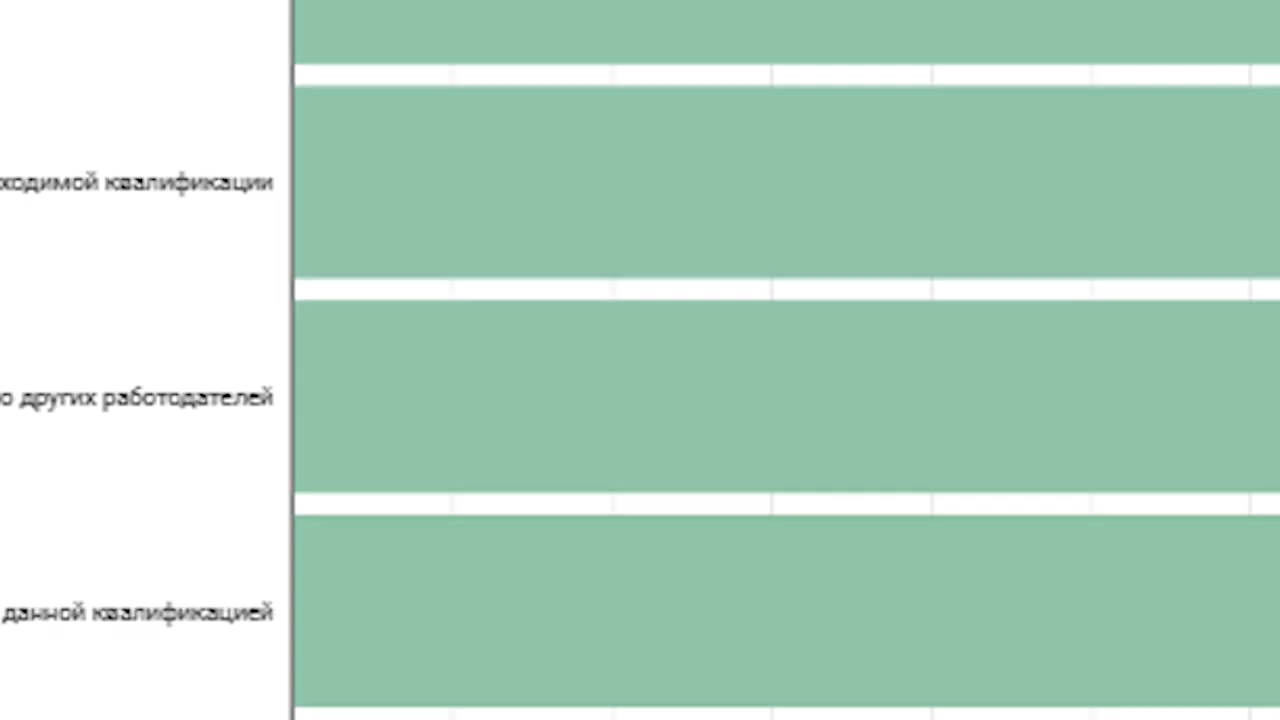 ходимой квалификации
о других работодателей
данной квалификацией